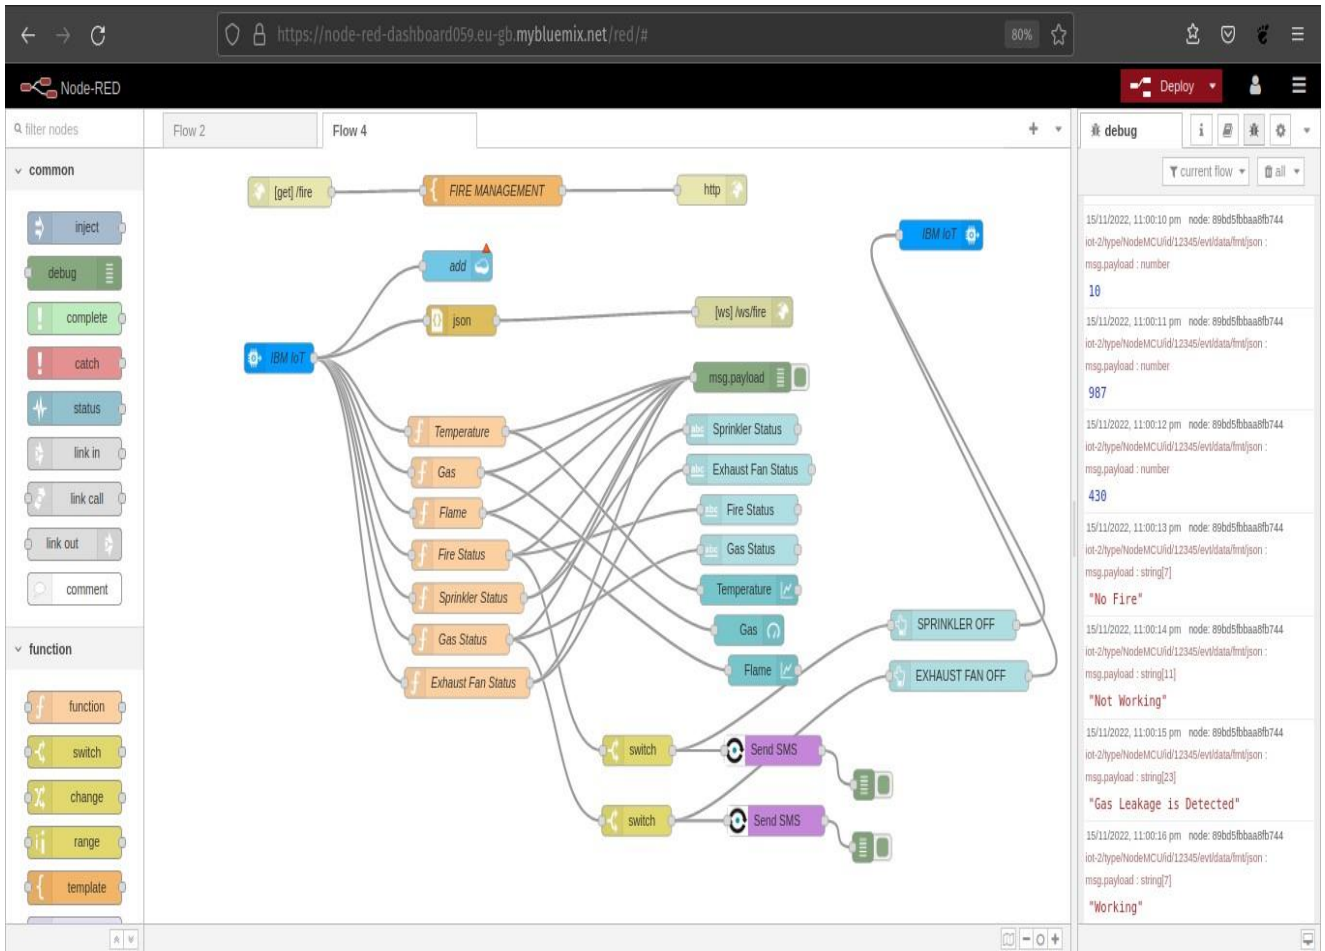 https://node-red-dashboard059.eu-gb.mybluemix.net/red/#
80%
Node-RED
Deploy
filter nodes
Flow 2
Flow 4
debug
i
current flow
all
common
inject
debug
complete
catch
status
link in
link call
link out
comment
function
function
switch
change
range
template
[get] /fire
FIRE MANAGEMENT
http
IBM IoT
add
json
[ws] /ws/fire
IBM IoT
msg.payload
Temperature
Gas
Flame
Fire Status
Sprinkler Status
Gas Status
Exhaust Fan Status
abc Sprinkler Status
abc Exhaust Fan Status
abc Fire Status
abc Gas Status
Temperature
Gas
Flame
SPRINKLER OFF
EXHAUST FAN OFF
switch
Send SMS
switch
Send SMS
15/11/2022, 11:00:10 pm node: 89bd5fbbaa8fb744
iot-2/type/NodeMCU/id/12345/evt/data/fmt/json :
msg.payload : number
10
15/11/2022, 11:00:11 pm node: 89bd5fbbaa8fb744
iot-2/type/NodeMCU/id/12345/evt/data/fmt/json :
msg.payload : number
987
15/11/2022, 11:00:12 pm node: 89bd5fbbaa8fb744
iot-2/type/NodeMCU/id/12345/evt/data/fmt/json :
msg.payload : number
430
15/11/2022, 11:00:13 pm node: 89bd5fbbaa8fb744
iot-2/type/NodeMCU/id/12345/evt/data/fmt/json :
msg.payload : string[7]
"No Fire"
15/11/2022, 11:00:14 pm node: 89bd5fbbaa8fb744
iot-2/type/NodeMCU/id/12345/evt/data/fmt/json :
msg.payload : string[11]
"Not Working"
15/11/2022, 11:00:15 pm node: 89bd5fbbaa8fb744
iot-2/type/NodeMCU/id/12345/evt/data/fmt/json :
msg.payload : string[23]
"Gas Leakage is Detected"
15/11/2022, 11:00:16 pm node: 89bd5fbbaa8fb744
iot-2/type/NodeMCU/id/12345/evt/data/fmt/json :
msg.payload : string[7]
"Working"